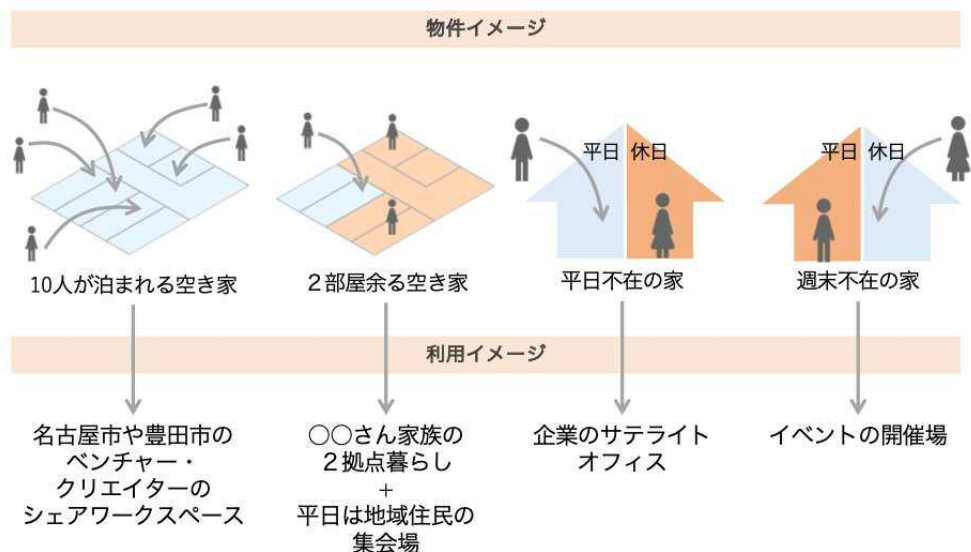 物件イメージ
平日
休日
平日
休日
10人が泊まれる空き家
2部屋余る空き家
平日不在の家
週末不在の家
利用イメージ
名古屋市や豊田市の
ベンチャー・
クリエイターの
シェアワークスペース
〇〇さん家族の
2拠点暮らし
+
平日は地域住民の
集会場
企業のサテライト
オフィス
イベントの開催場